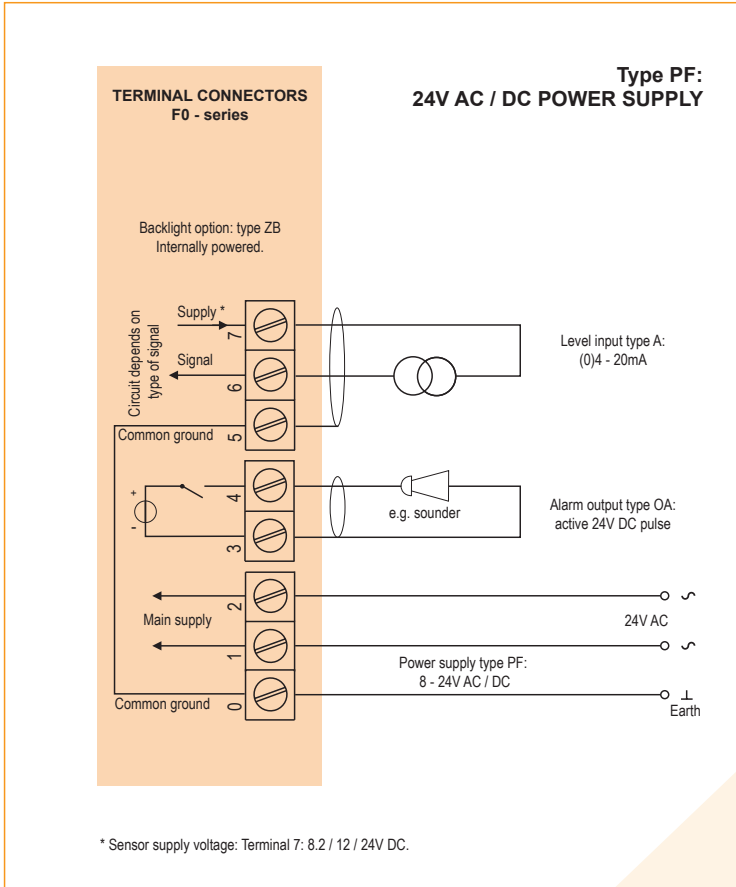 Type PF:
24V AC / DC POWER SUPPLY
TERMINAL CONNECTORS
F0 - series
Backlight option: type ZB
Internally powered.
Circuit depends on
type of signal
Supply *
7
Signal
6
Common ground
5
Level input type A:
(0)4 - 20mA
+
-
4
3
e.g. sounder
Alarm output type OA:
active 24V DC pulse
2
Main supply
1
24V AC
Power supply type PF:
8 - 24V AC / DC
Common ground
0
Earth
* Sensor supply voltage: Terminal 7: 8.2 / 12 / 24V DC.